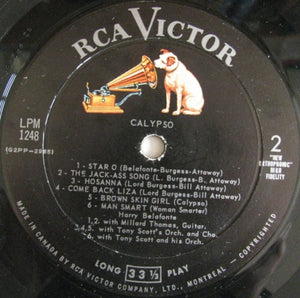 RCA VICTOR
LPM
1248
(G2PP-2985)
CALYPSO
2
"NEW
ORTHOPHONIC"
HIGH
FIDELITY
1 - STAR O (Belafonte-Burgess-Attaway)
2 - THE JACK-ASS SONG (L. Burgess-B. Attaway)
3 - HOSANNA (Lord Burgess-Bill Attaway)
4 - COME BACK LIZA (Lord Burgess-Bill Attaway)
5 - BROWN SKIN GIRL (Calypso)
6 - MAN SMART (Woman Smarter)
Harry Belafonte
1,2, with Millard Thomas, Guitar,
3,4,5, with Tony Scott's Orch. and Cho.
6, with Tony Scott and his Orch.
LONG 33⅓ PLAY
MADE IN CANADA BY RCA VICTOR COMPANY, LTD., MONTREAL -